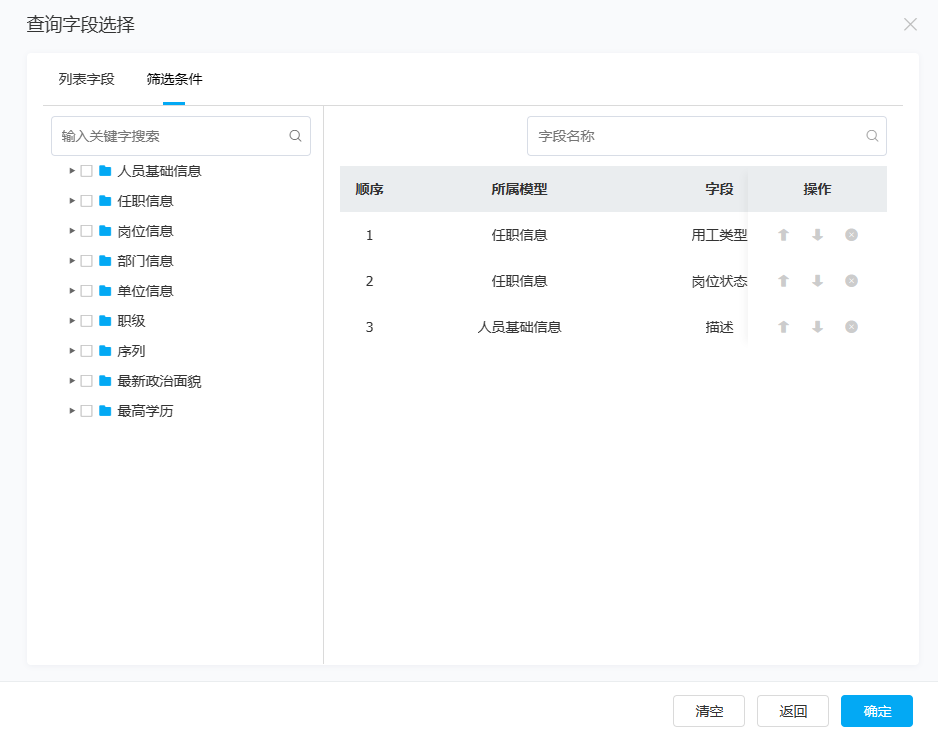 查询字段选择
列表字段 筛选条件
输入关键字搜索
人员基础信息
任职信息
岗位信息
部门信息
单位信息
职级
序列
最新政治面貌
最高学历
字段名称
顺序 所属模型 字段 操作
1 任职信息 用工类型
2 任职信息 岗位状态
3 人员基础信息 描述
清空 返回 确定